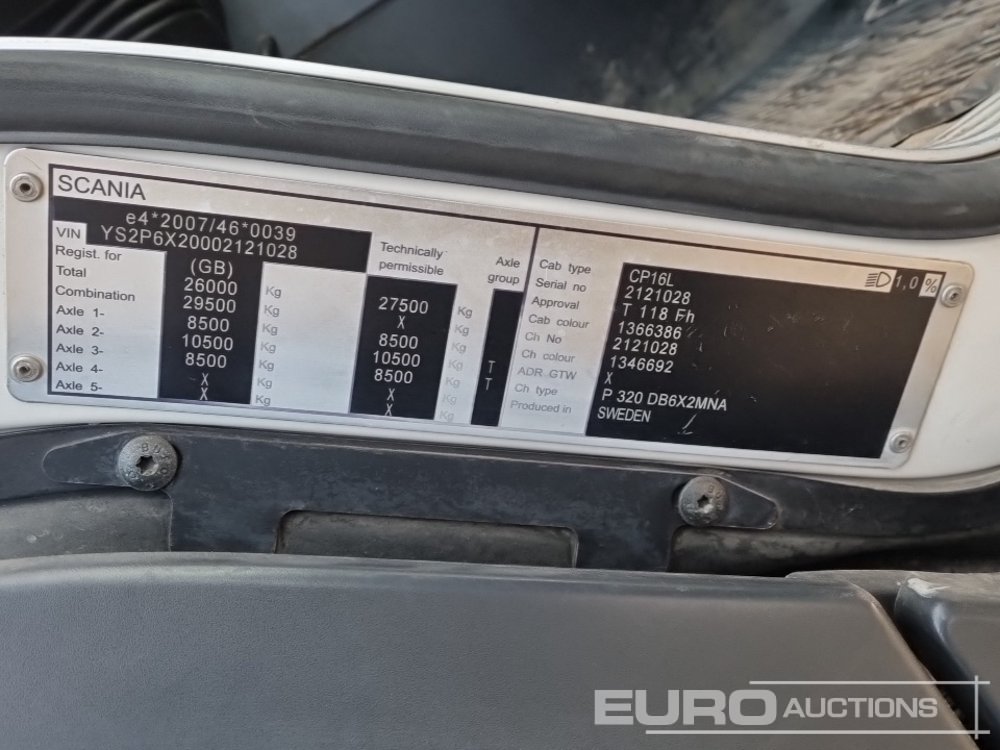 SCANIA
e4*2007/46*0039
VIN YS2P6X20002121028
Regist. for (GB) Technically permissible Axle group
Total 26000 Kg 27500 Kg
Combination 29500 Kg X Kg
Axle 1- 8500 Kg 8500 Kg
Axle 2- 10500 Kg 10500 Kg T
Axle 3- 8500 Kg 8500 Kg T
Axle 4- X Kg X Kg
Axle 5- X Kg X Kg
Cab type CP16L 1,0 %
Serial no 2121028
Approval T 118 Fh
Cab colour 1366386
Ch No 2121028
Ch colour 1346692
ADR GTW X
Ch type P 320 DB6X2MNA
Produced in SWEDEN
EURO AUCTIONS